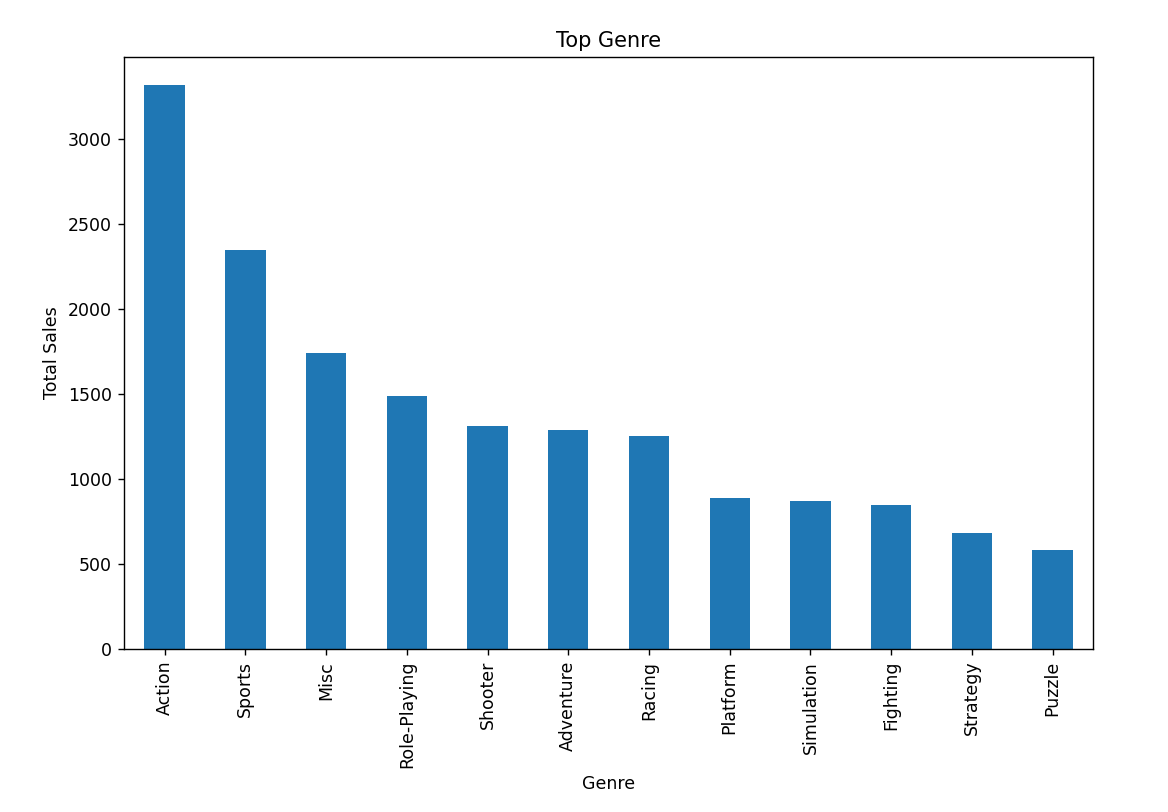 Top Genre
Total Sales
3000
2500
2000
1500
1000
500
0
Action
Sports
Misc
Role-Playing
Shooter
Adventure
Racing
Platform
Simulation
Fighting
Strategy
Puzzle
Genre